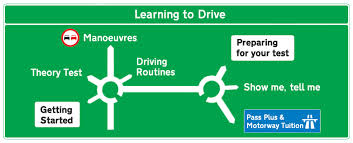 Learning to Drive
Manoeuvres
Theory Test
Driving
Routines
Getting
Started
Preparing
for your test
Show me, tell me
Pass Plus &
Motorway Tuition